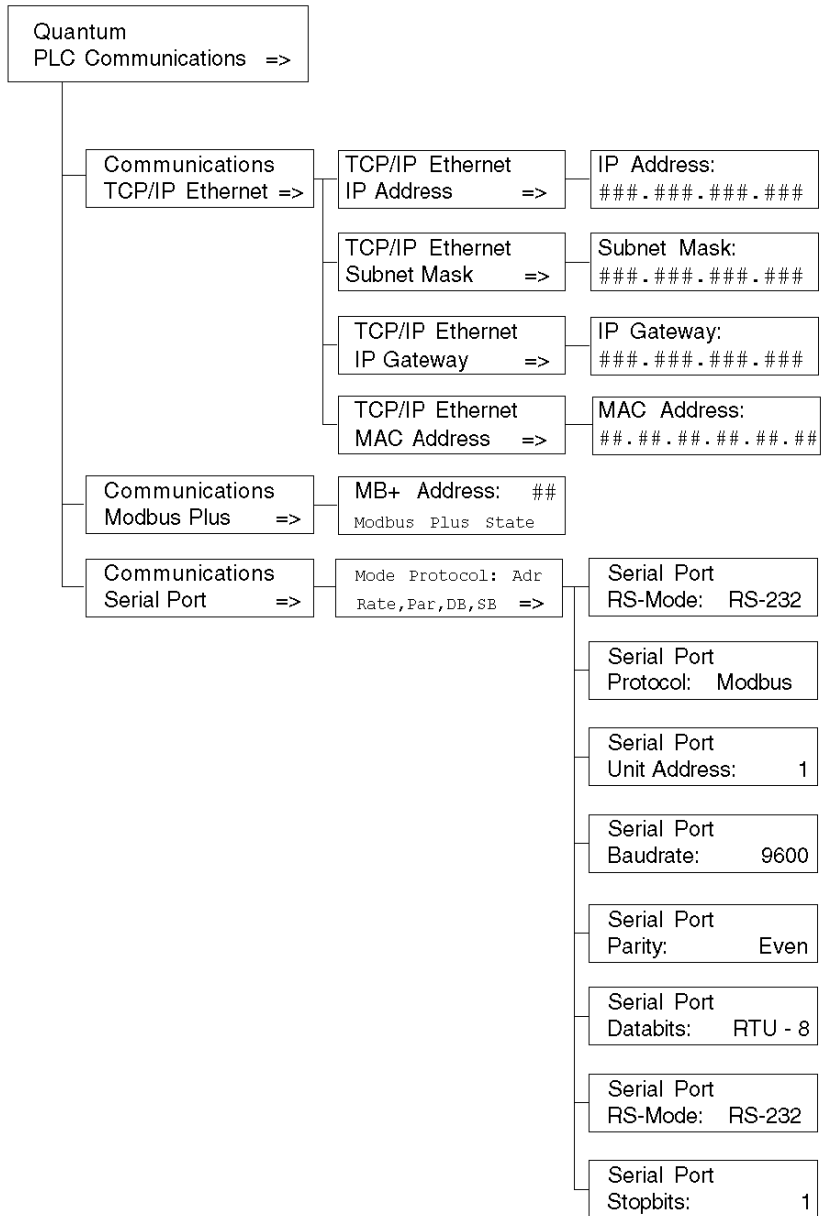 Quantum
PLC Communications =>
Communications
TCP/IP Ethernet =>
TCP/IP Ethernet
IP Address =>
IP Address:
###.###.###.###
TCP/IP Ethernet
Subnet Mask =>
Subnet Mask:
###.###.###.###
TCP/IP Ethernet
IP Gateway =>
IP Gateway:
###.###.###.###
TCP/IP Ethernet
MAC Address =>
MAC Address:
##.##.##.##.##.##
Communications
Modbus Plus =>
MB+ Address: ##
Modbus Plus State
Communications
Serial Port =>
Mode Protocol: Adr
Rate,Par,DB,SB =>
Serial Port
RS-Mode: RS-232
Serial Port
Protocol: Modbus
Serial Port
Unit Address: 1
Serial Port
Baudrate: 9600
Serial Port
Parity: Even
Serial Port
Databits: RTU - 8
Serial Port
RS-Mode: RS-232
Serial Port
Stopbits: 1